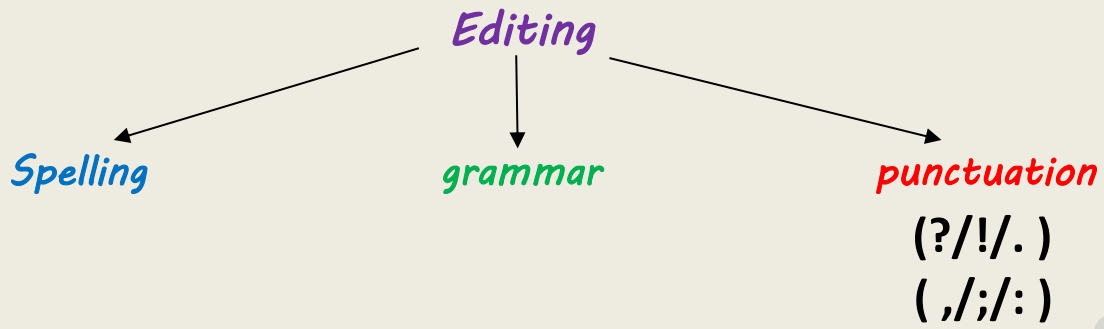 Editing
Spelling grammar punctuation
(?/!/. )
( ,/;/: )